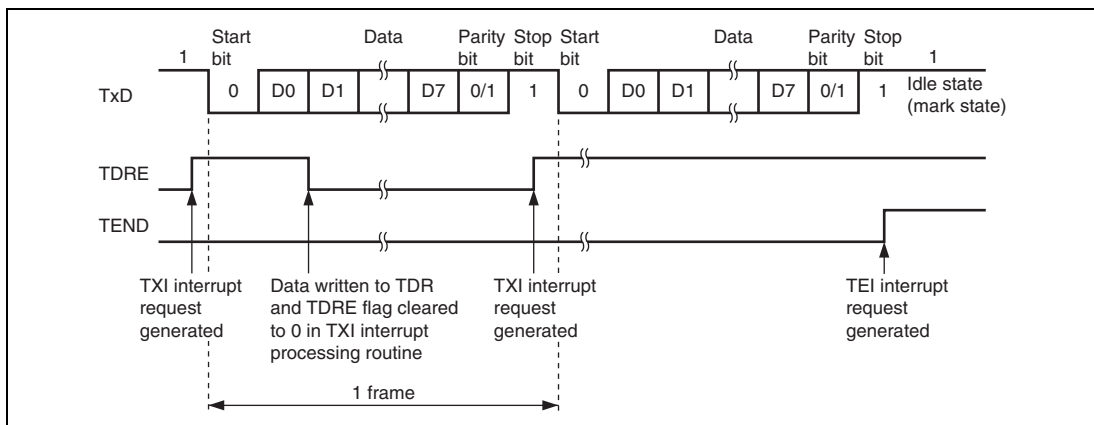 1
Start bit
Data
Parity bit
Stop bit
Start bit
Data
Parity bit
Stop bit
1
TxD
0
D0
D1
D7
0/1
1
0
D0
D1
D7
0/1
1
Idle state
(mark state)
TDRE
TEND
TXI interrupt
request
generated
Data written to TDR
and TDRE flag cleared
to 0 in TXI interrupt
processing routine
TXI interrupt
request
generated
TEI interrupt
request
generated
1 frame